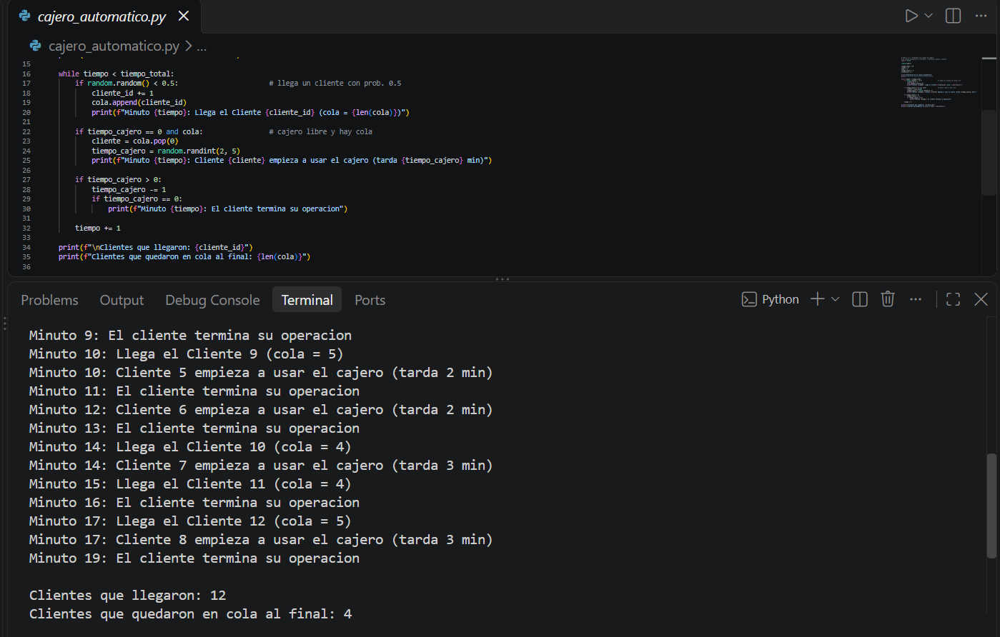 cajero_automatico.py
cajero_automatico.py > ...
15
16 while tiempo < tiempo_total:
17 if random.random() < 0.5: # llega un cliente con prob. 0.5
18 cliente_id += 1
19 cola.append(cliente_id)
20 print(f"Minuto {tiempo}: Llega el Cliente {cliente_id} (cola = {len(cola)})")
21
22 if tiempo_cajero == 0 and cola: # cajero libre y hay cola
23 cliente = cola.pop(0)
24 tiempo_cajero = random.randint(2, 5)
25 print(f"Minuto {tiempo}: Cliente {cliente} empieza a usar el cajero (tarda {tiempo_cajero} min)")
26
27 if tiempo_cajero > 0:
28 tiempo_cajero -= 1
29 if tiempo_cajero == 0:
30 print(f"Minuto {tiempo}: El cliente termina su operacion")
31
32 tiempo += 1
33
34 print(f"\nClientes que llegaron: {cliente_id}")
35 print(f"Clientes que quedaron en cola al final: {len(cola)}")
36
Problems Output Debug Console Terminal Ports Python
Minuto 9: El cliente termina su operacion
Minuto 10: Llega el Cliente 9 (cola = 5)
Minuto 10: Cliente 5 empieza a usar el cajero (tarda 2 min)
Minuto 11: El cliente termina su operacion
Minuto 12: Cliente 6 empieza a usar el cajero (tarda 2 min)
Minuto 13: El cliente termina su operacion
Minuto 14: Llega el Cliente 10 (cola = 4)
Minuto 14: Cliente 7 empieza a usar el cajero (tarda 3 min)
Minuto 15: Llega el Cliente 11 (cola = 4)
Minuto 16: El cliente termina su operacion
Minuto 17: Llega el Cliente 12 (cola = 5)
Minuto 17: Cliente 8 empieza a usar el cajero (tarda 3 min)
Minuto 19: El cliente termina su operacion
Clientes que llegaron: 12
Clientes que quedaron en cola al final: 4